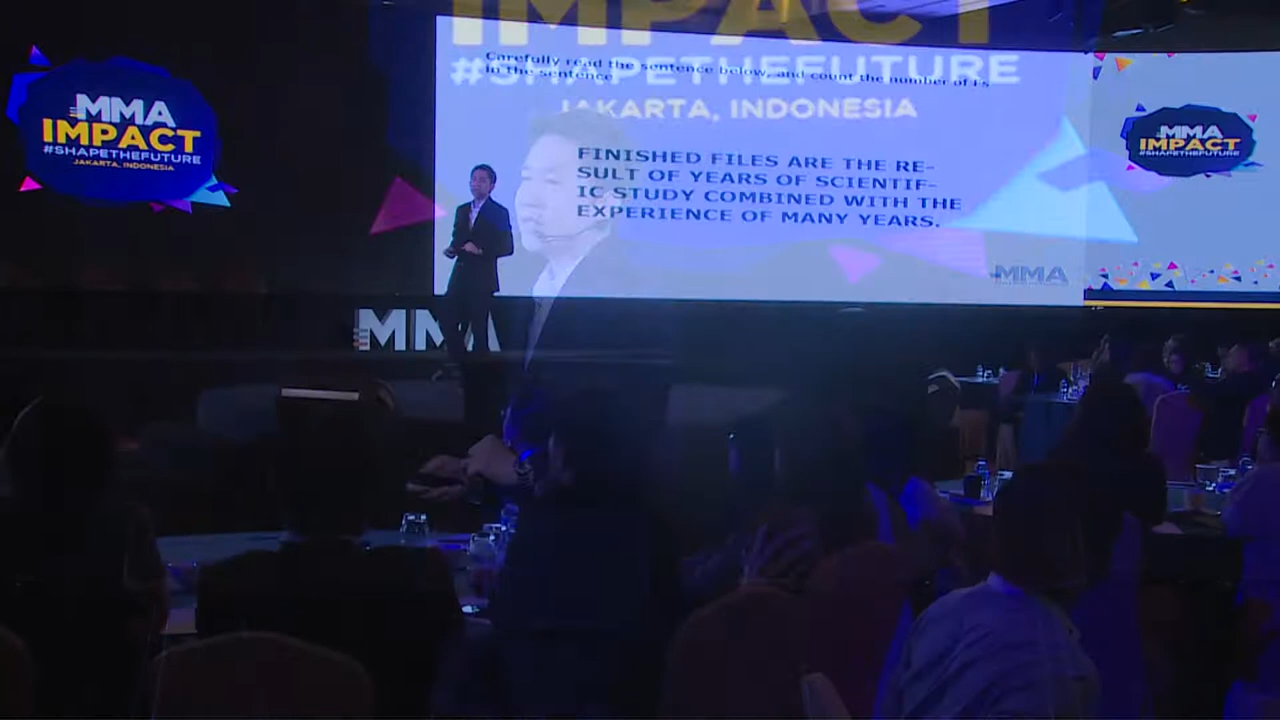 MMA
IMPACT
#SHAPETHEFUTURE
JAKARTA, INDONESIA
IMPACT
#SHAPETHEFUTURE
JAKARTA, INDONESIA
Carefully read the sentence below, and count the number of Fs
in the sentence
FINISHED FILES ARE THE RE-
SULT OF YEARS OF SCIENTIF-
IC STUDY COMBINED WITH THE
EXPERIENCE OF MANY YEARS.
MMA
MMA
IMPACT
#SHAPETHEFUTURE
MMA